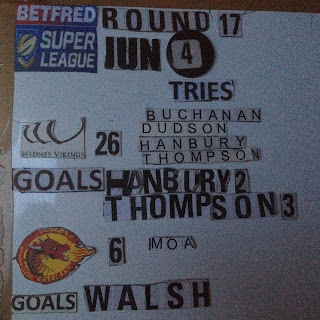 BETFRED ROUND 17
SUPER LEAGUE JUN 4
TRIES
BUCHANAN
DUDSON
WIDNES VIKINGS 26 HANBURY
THOMPSON
GOALS HANBURY 2
THOMPSON 3
6 MOA
GOALS WALSH